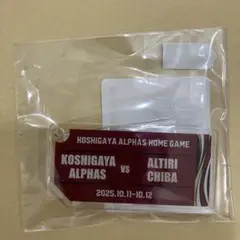 KOSHIGAYA ALPHAS HOME GAME
KOSHIGAYA
ALPHAS
VS
ALTIRI
CHIBA
2025.10.11-10.12